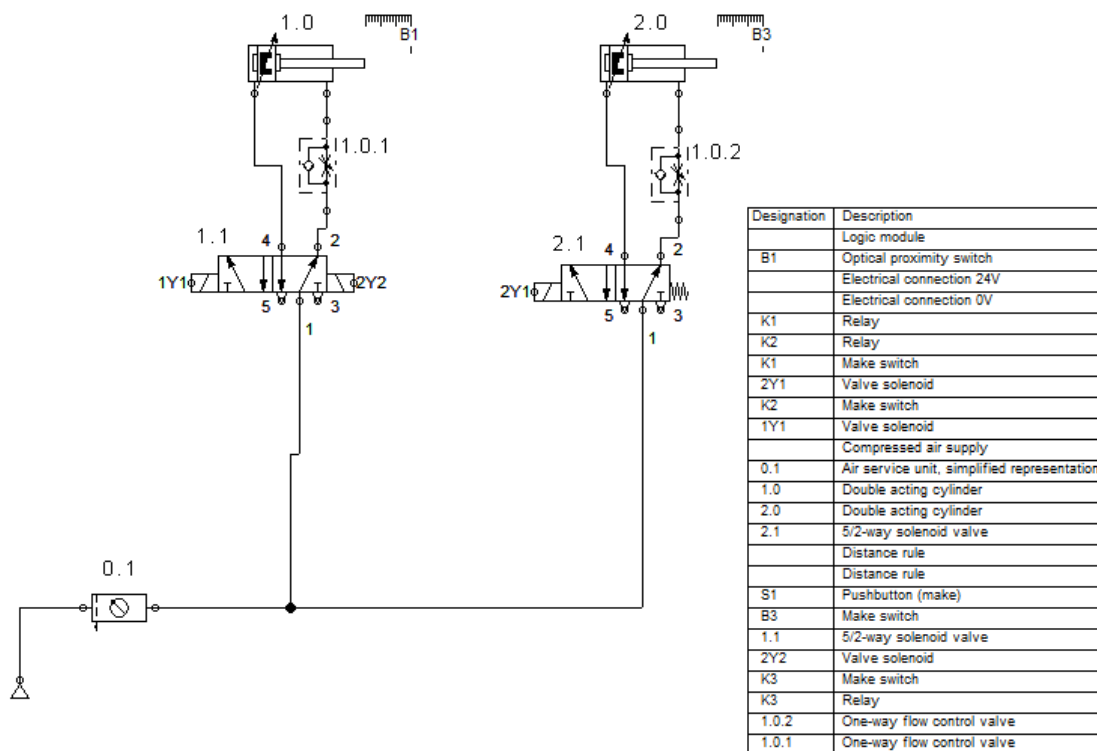 1.0
B1
2.0
B3
1.0.1
1.0.2
1.1
4
2
1Y1
2Y2
5
3
1
2.1
4
2
2Y1
5
3
1
0.1
Designation Description
Logic module
B1 Optical proximity switch
Electrical connection 24V
Electrical connection 0V
K1 Relay
K2 Relay
K1 Make switch
2Y1 Valve solenoid
K2 Make switch
1Y1 Valve solenoid
Compressed air supply
0.1 Air service unit, simplified representation
1.0 Double acting cylinder
2.0 Double acting cylinder
2.1 5/2-way solenoid valve
Distance rule
Distance rule
S1 Pushbutton (make)
B3 Make switch
1.1 5/2-way solenoid valve
2Y2 Valve solenoid
K3 Make switch
K3 Relay
1.0.2 One-way flow control valve
1.0.1 One-way flow control valve